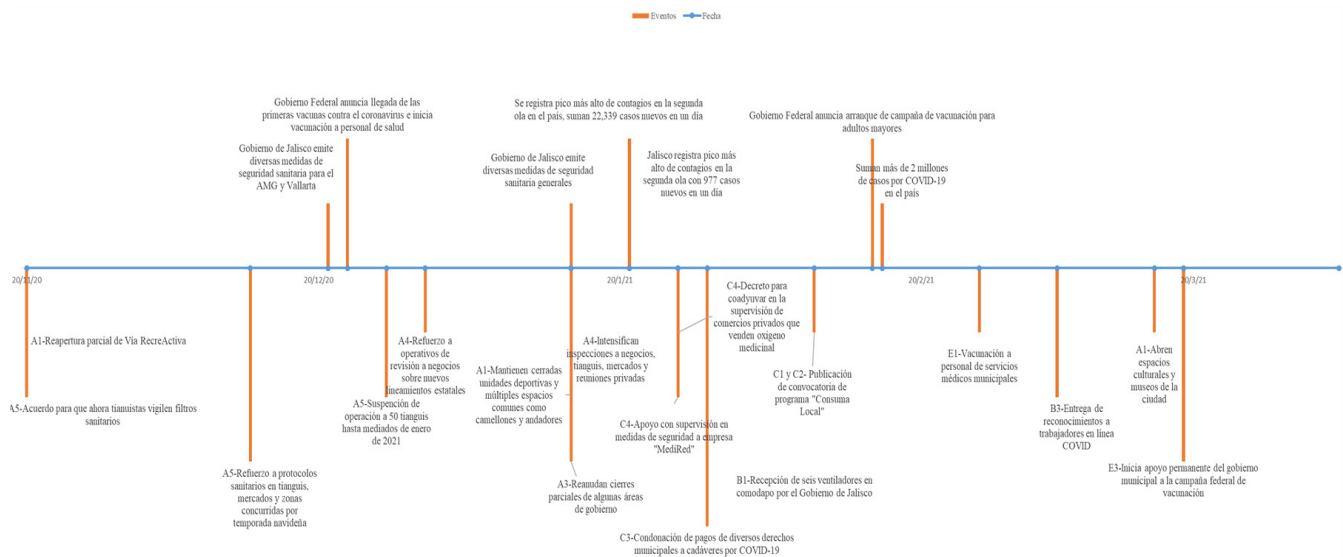 Eventos
Fecha
Gobierno Federal anuncia llegada de las
primeras vacunas contra el coronavirus e inicia
vacunación a personal de salud
Se registra pico más alto de contagios en la segunda
ola en el país, suman 22,339 casos nuevos en un día
Gobierno Federal anuncia arranque de campaña de vacunación para
adultos mayores
Gobierno de Jalisco emite
diversas medidas de
seguridad sanitaria para el
AMG y Vallarta
Gobierno de Jalisco emite
diversas medidas de seguridad
sanitaria generales
Jalisco registra pico más
alto de contagios en la
segunda ola con 977 casos
nuevos en un día
Suman más de 2 millones
de casos por COVID-19
en el país
20/11/20
20/12/20
20/1/21
20/2/21
20/3/21
A1-Reapertura parcial de Vía RecreActiva
A5-Acuerdo para que ahora tianuistas vigilen filtros
sanitarios
A5-Refuerzo a protocolos
sanitarios en tianguis,
mercados y zonas
concurridas por
temporada navideña
A4-Refuerzo a
operativos de
revisión a negocios
sobre nuevos
lineamientos estatales
A5-Suspención de
operación a 50 tianguis
hasta mediados de enero
de 2021
A1-Mantienen cerradas
unidades deportivas y
múltiples espacios
comunes como
camellones y andadores
A4-Intensifican
inspecciones a negocios,
tianguis, mercados y
reuniones privadas
A3-Reanudan cierres
parciales de algunas áreas
de gobierno
C4-Decreto para
coadyuvar en la
supervisión de
comercios privados que
venden oxigeno
medicinal
C4-Apoyo con supervisión en
medidas de seguridad a empresa
"MediRed"
C3-Condonación de pagos de diversos derechos
municipales a cadáveres por COVID-19
B1-Recepción de seis ventiladores en
comodapo por el Gobierno de Jalisco
C1 y C2- Publicación
de convocatoria de
programa "Consuma
Local"
E1-Vacunación a
personal de servicios
médicos municipales
B3-Entrega de
reconocimiento a
trabajadores en línea
COVID
A1-Abren
espacios
culturales y
museos de la
ciudad
E3-Inicia apoyo permanente del gobierno
municipal a la campaña federal de
vacunación